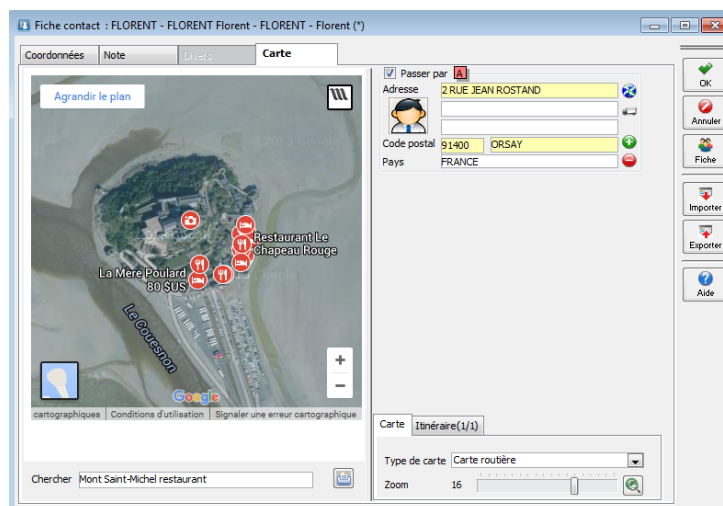 Fiche contact : FLORENT - FLORENT Florent - FLORENT - Florent (*)
Coordonnées Note Divers Carte
Agrandir le plan
Restaurant Le
Chapeau Rouge
La Mère Poulard
80 $US
Le Couesnon
Google
cartographiques Conditions d'utilisation Signaler une erreur cartographique
Chercher Mont Saint-Michel restaurant
Passer par A
Adresse 2 RUE JEAN ROSTAND
Code postal 91400 ORSAY
Pays FRANCE
Carte Itinéraire(1/1)
Type de carte Carte routière
Zoom 16
OK
Annuler
Fiche
Importer
Exporter
Aide